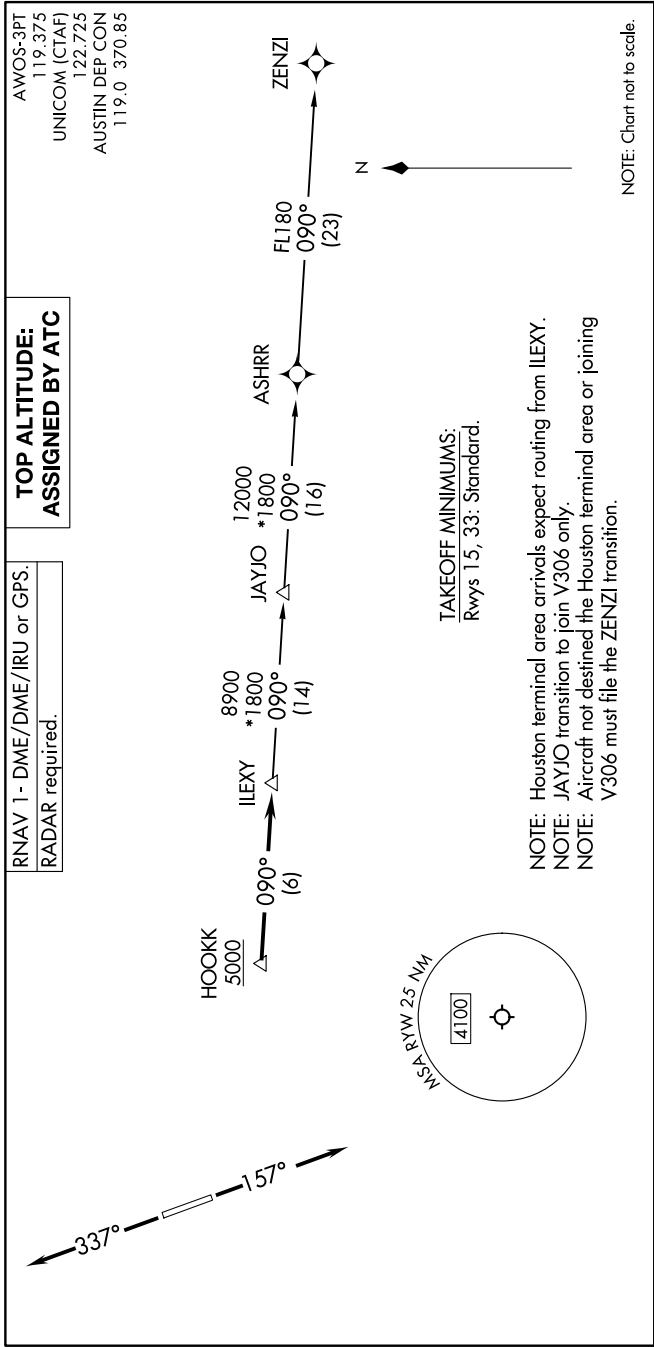 RNAV 1- DME/DME/IRU or GPS.
RADAR required.
TOP ALTITUDE:
ASSIGNED BY ATC
AWOS-3PT
119.375
UNICOM (CTAF)
122.725
AUSTIN DEP CON
119.0 370.85
337°
157°
HOOKK
5000
090°
(6)
ILEXY
8900
*1800
090°
(14)
JAYJO
12000
*1800
090°
(16)
ASHRR
FL180
090°
(23)
ZENZI
N
MSA RYW 25 NM
4100
TAKEOFF MINIMUMS:
Rwys 15, 33: Standard.
NOTE: Houston terminal area arrivals expect routing from ILEXY.
NOTE: JAYJO transition to join V306 only.
NOTE: Aircraft not destined the Houston terminal area or joining
V306 must file the ZENZI transition.
NOTE: Chart not to scale.